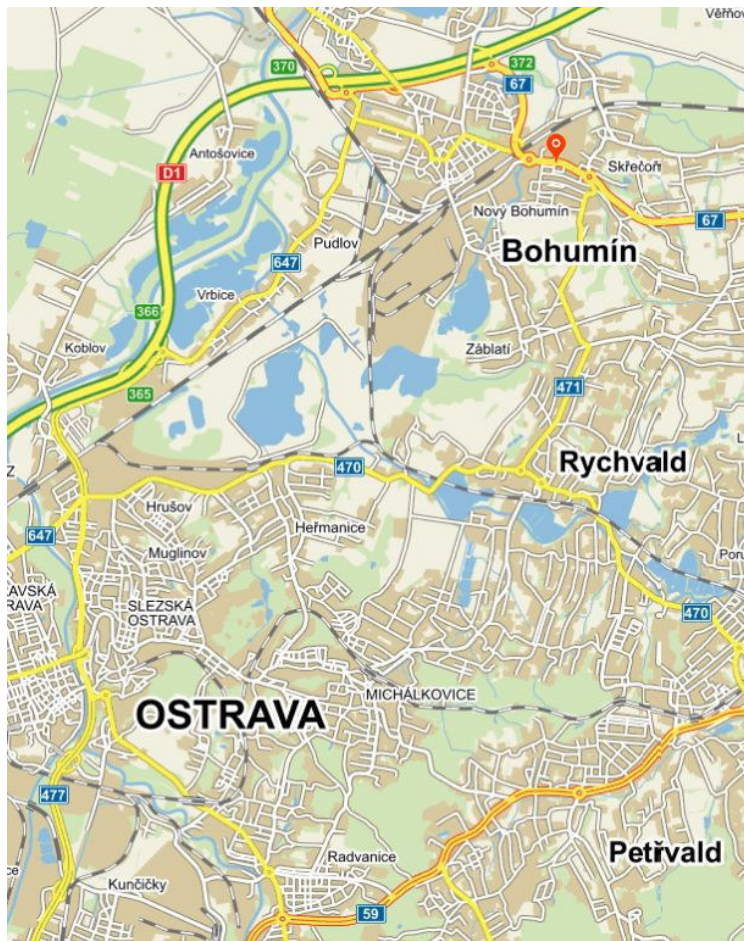 Věřňov
370
372
67
Antošovice
D1
Skřečoň
Nový Bohumín
67
Pudlov
Bohumín
647
Vrbice
366
Koblov
Záblatí
365
471
Rychvald
470
Hrušov
Heřmanice
647
Muglinov
SLEZSKÁ
OSTRAVA
470
MICHÁLKOVICE
OSTRAVA
477
Radvanice
Petřvald
Kunčičky
59